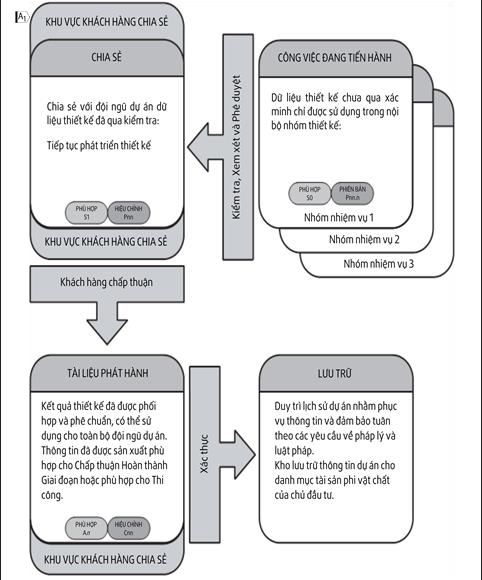 A1
KHU VỰC KHÁCH HÀNG CHIA SẺ
CHIA SẺ
Chia sẻ với đội ngũ dự án dữ
liệu thiết kế đã qua kiểm tra:
Tiếp tục phát triển thiết kế
PHÙ HỢP
S1
HIỆU CHỈNH
Pnn
KHU VỰC KHÁCH HÀNG CHIA SẺ
Kiểm tra, Xem xét và Phê duyệt
CÔNG VIỆC ĐANG TIẾN HÀNH
Dữ liệu thiết kế chưa qua xác
minh chỉ được sử dụng trong nội
bộ nhóm thiết kế:
PHÙ HỢP
S0
PHIÊN BẢN
Pnn.n
Nhóm nhiệm vụ 1
Nhóm nhiệm vụ 2
Nhóm nhiệm vụ 3
Khách hàng chấp thuận
TÀI LIỆU PHÁT HÀNH
Kết quả thiết kế đã được phối
hợp và phê chuẩn, có thể sử
dụng cho toàn bộ đội ngũ dự án.
Thông tin đã được sản xuất phù
hợp cho Chấp thuận Hoàn thành
Giai đoạn hoặc phù hợp cho Thi
công.
PHÙ HỢP
A.n
HIỆU CHỈNH
Cnn
KHU VỰC KHÁCH HÀNG CHIA SẺ
Xác thực
LƯU TRỮ
Duy trì lịch sử dự án nhằm phục
vụ thông tin và đảm bảo tuân
theo các yêu cầu về pháp lý và
luật pháp.
Kho lưu trữ thông tin dự án cho
danh mục tài sản phi vật chất
của chủ đầu tư.